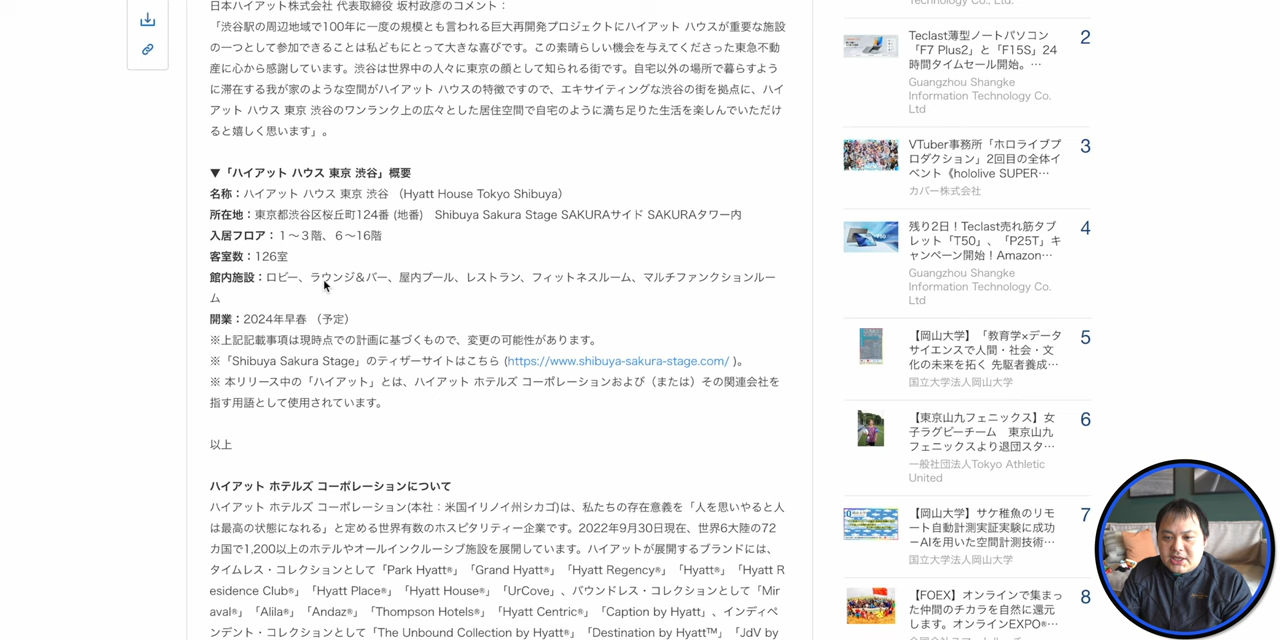 日本ハイアット株式会社 代表取締役 坂村政彦のコメント：
「渋谷駅の周辺地域で100年に一度の規模とも言われる巨大再開発プロジェクトにハイアット ハウスが重要な施設
の一つとして参加できることは私どもにとって大きな喜びです。この素晴らしい機会を与えてくださった東急不動
産に心から感謝しています。渋谷は世界中の人々に東京の顔として知られる街です。自宅以外の場所で暮らすよう
に滞在する我が家のような空間がハイアット ハウスの特徴ですので、エキサイティングな渋谷の街を拠点に、ハイ
アット ハウス 東京 渋谷のワンランク上の広々とした居住空間で自宅のように満ち足りた生活を楽しんでいただけ
ると嬉しく思います」。
▼「ハイアット ハウス 東京 渋谷」概要
名称：ハイアット ハウス 東京 渋谷 （Hyatt House Tokyo Shibuya）
所在地：東京都渋谷区桜丘町124番 (地番)　Shibuya Sakura Stage SAKURAサイド SAKURAタワー内
入居フロア：１～３階、６～16階
客室数：126室
館内施設：ロビー、ラウンジ＆バー、屋内プール、レストラン、フィットネスルーム、マルチファンクションルー
ム
開業：2024年早春 （予定）
※上記記載事項は現時点での計画に基づくもので、変更の可能性があります。
※「Shibuya Sakura Stage」のティザーサイトはこちら (https://www.shibuya-sakura-stage.com/ )。
※ 本リリース中の「ハイアット」とは、ハイアット ホテルズ コーポレーションおよび（または）その関連会社を
指す用語として使用されています。
以上
ハイアット ホテルズ コーポレーションについて
ハイアット ホテルズ コーポレーション(本社：米国イリノイ州シカゴ)は、私たちの存在意義を「人を思いやると人
は最高の状態になれる」と定める世界有数のホスピタリティー企業です。2022年9月30日現在、世界6大陸の72
カ国で1,200以上のホテルやオールインクルーシブ施設を展開しています。ハイアットが展開するブランドには、
タイムレス・コレクションとして「Park Hyatt®」「Grand Hyatt®」「Hyatt Regency®」「Hyatt®」「Hyatt R
esidence Club®」「Hyatt Place®」「Hyatt House®」「UrCove」、バウンドレス・コレクションとして「Mir
aval®」「Alila®」「Andaz®」「Thompson Hotels®」「Hyatt Centric®」「Caption by Hyatt」、インディペ
ンデント・コレクションとして「The Unbound Collection by Hyatt®」「Destination by Hyatt™」「JdV by
Technology Co., Ltd.
Teclast薄型ノートパソコン
「F7 Plus2」と「F15S」24
時間タイムセール開始。…
Guangzhou Shangke
Information Technology Co.
Ltd
2
VTuber事務所「ホロライブプ
ロダクション」2回目の全体イ
ベント《hololive SUPER…
カバー株式会社
3
残り2日！Teclast売れ筋タブ
レット「T50」、「P25T」キ
ャンペーン開始！Amazon…
Guangzhou Shangke
Information Technology Co.
Ltd
4
【岡山大学】「教育学×データ
サイエンスで人間・社会・文
化の未来を拓く 先駆者養成…
国立大学法人岡山大学
5
【東京山九フェニックス】女
子ラグビーチーム　東京山九
フェニックスより退団スタ…
一般社団法人Tokyo Athletic
United
6
【岡山大学】サケ稚魚のリモ
ート自動計測実証実験に成功
－AIを用いた空間計測技術…
国立大学法人岡山大学
7
【FOEX】オンラインで集まっ
た仲間のチカラを自然に還元
します。オンラインEXPO®…
8